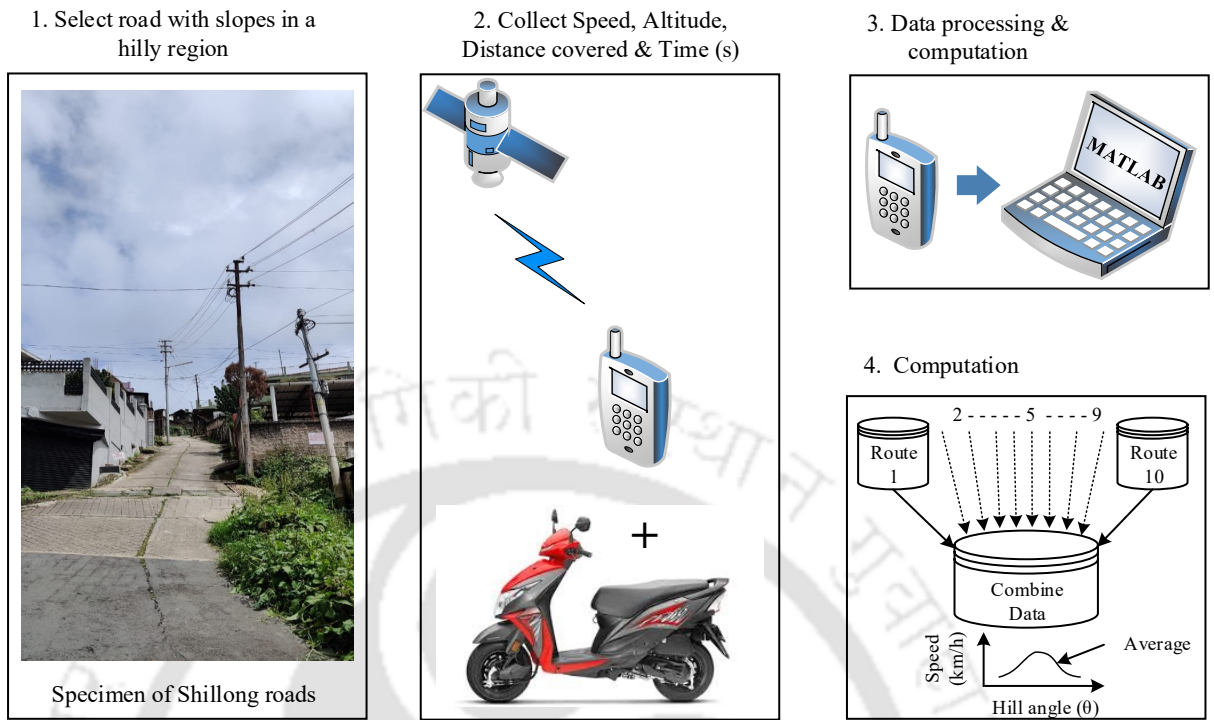 1. Select road with slopes in a
hilly region
Specimen of Shillong roads
2. Collect Speed, Altitude,
Distance covered & Time (s)
+
3. Data processing &
computation
MATLAB
4. Computation
2 - - - - - 5 - - - - 9
Route
1
Route
10
Combine
Data
Speed
(km/h)
Average
Hill angle (θ)